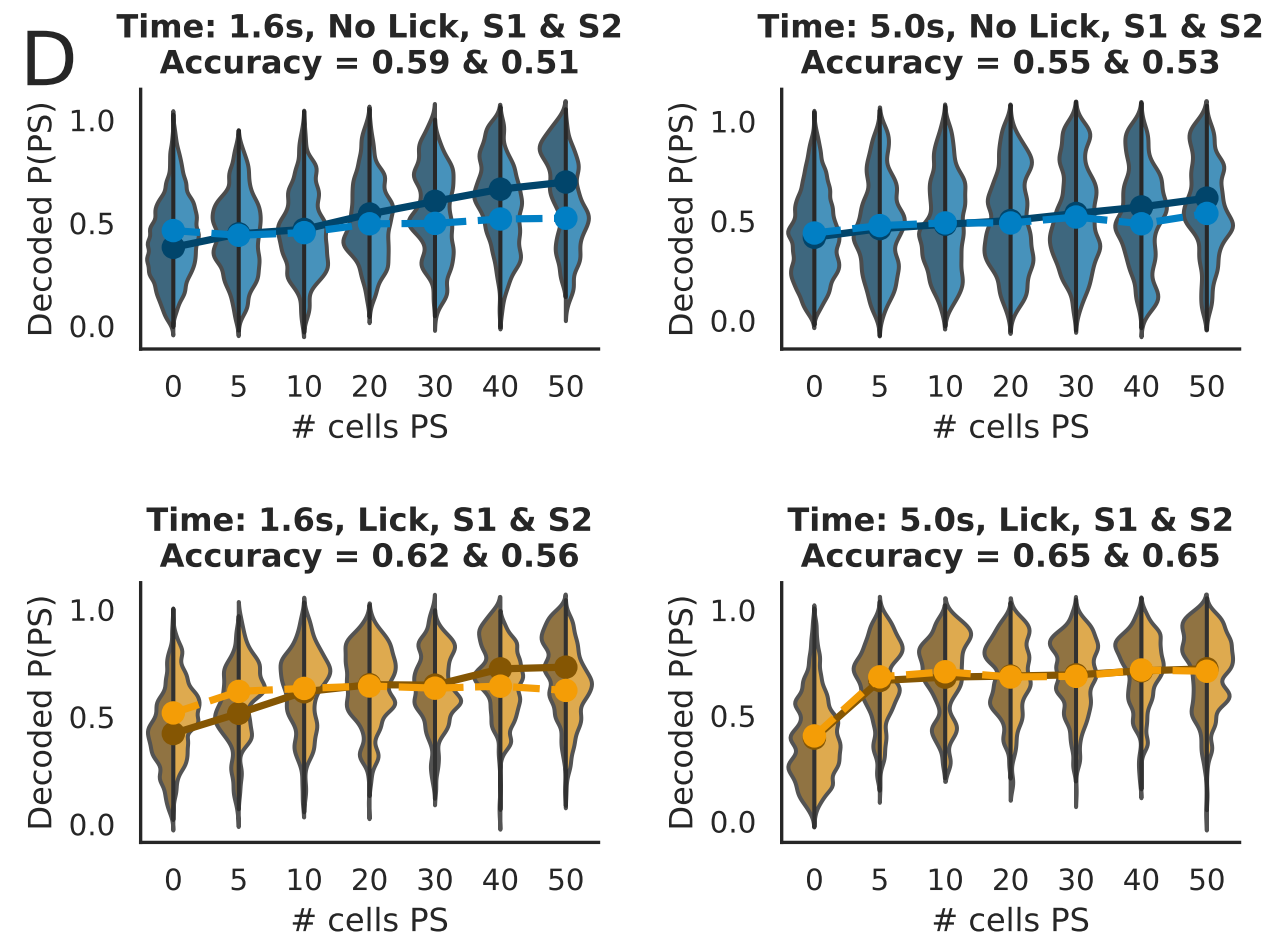 D
Time: 1.6s, No Lick, S1 & S2
Accuracy = 0.59 & 0.51
Decoded P(PS)
1.0
0.5
0.0
0 5 10 20 30 40 50
# cells PS
Time: 5.0s, No Lick, S1 & S2
Accuracy = 0.55 & 0.53
Decoded P(PS)
1.0
0.5
0.0
0 5 10 20 30 40 50
# cells PS
Time: 1.6s, Lick, S1 & S2
Accuracy = 0.62 & 0.56
Decoded P(PS)
1.0
0.5
0.0
0 5 10 20 30 40 50
# cells PS
Time: 5.0s, Lick, S1 & S2
Accuracy = 0.65 & 0.65
Decoded P(PS)
1.0
0.5
0.0
0 5 10 20 30 40 50
# cells PS